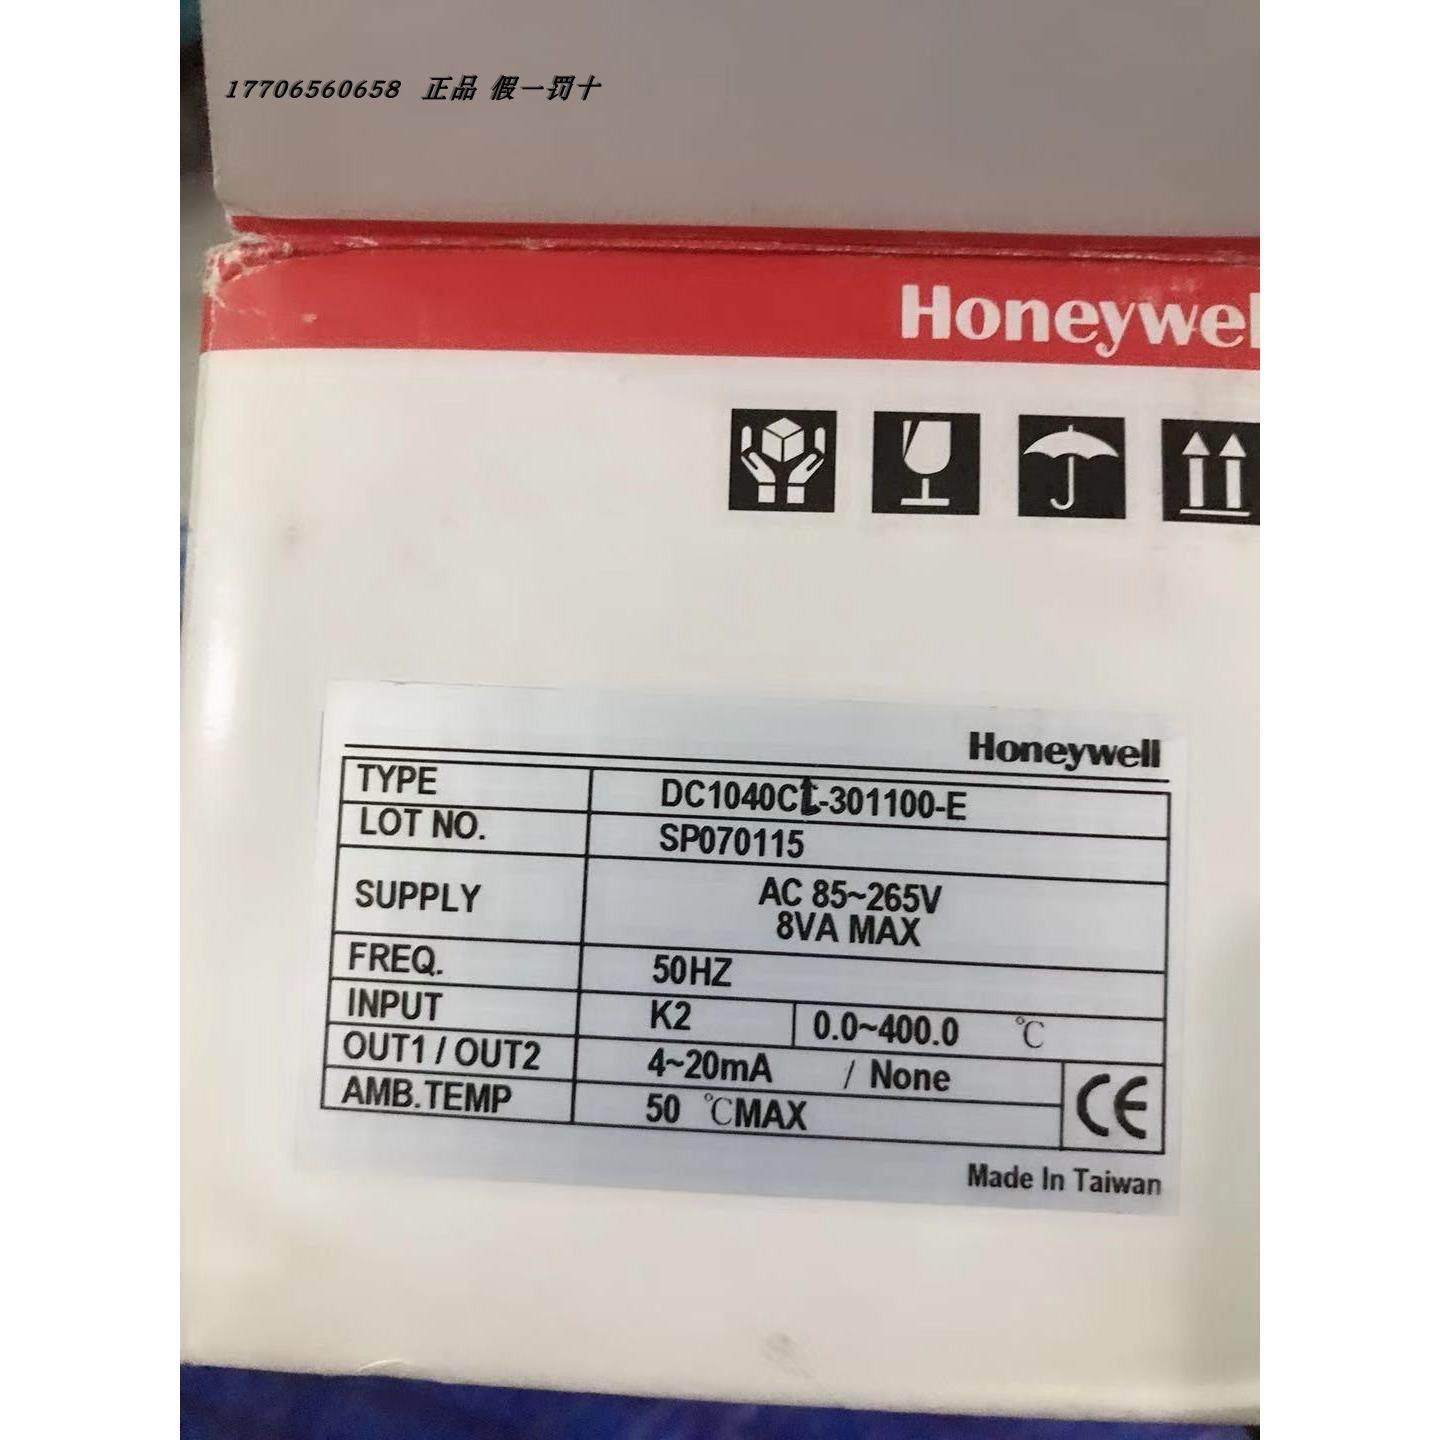 17706560658 正品 假一罚十
Honeywel
Honeywell
TYPE DC1040CL-301100-E
LOT NO. SP070115
SUPPLY AC 85~265V
8VA MAX
FREQ. 50HZ
INPUT K2 0.0~400.0 ℃
OUT1 / OUT2 4~20mA / None
AMB.TEMP 50 ℃MAX
CE
Made In Taiwan